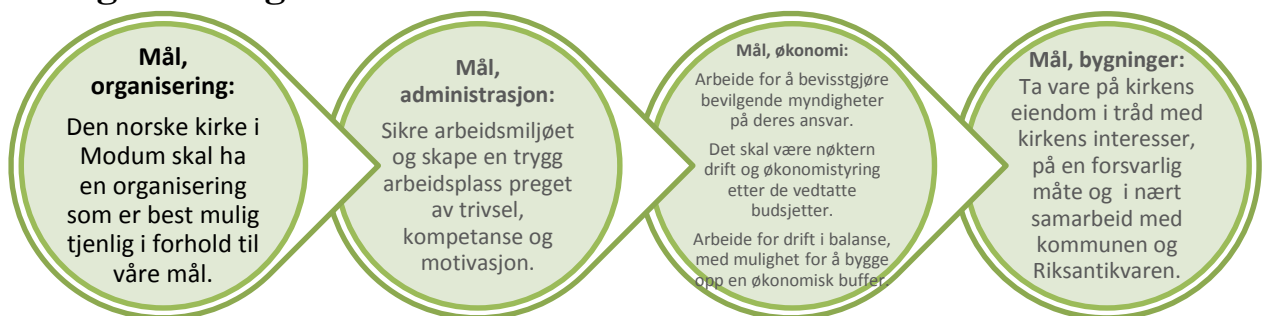 Mål,
organisering:
Den norske kirke i
Modum skal ha
en organisering
som er best mulig
tjenlig i forhold til
våre mål.
Mål,
administrasjon:
Sikre arbeidsmiljøet
og skape en trygg
arbeidsplass preget
av trivsel,
kompetanse og
motivasjon.
Mål, økonomi:
Arbeide for å bevisstgjøre
bevilgende myndigheter
på deres ansvar.
Det skal være nøktern
drift og økonomistyring
etter de vedtatte
budsjetter.
Arbeide for drift i balanse,
med mulighet for å bygge
opp en økonomisk buffer.
Mål, bygninger:
Ta vare på kirkens
eiendom i tråd med
kirkens interesser,
på en forsvarlig
måte og i nært
samarbeid med
kommunen og
Riksantikvaren.